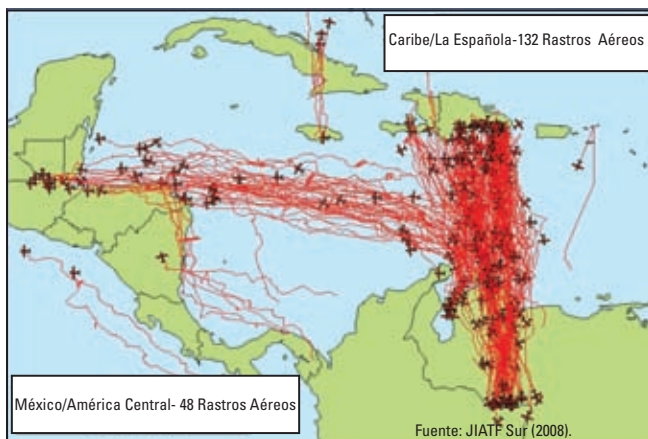 Caribe/La Española-132 Rastros Aéreos
México/América Central- 48 Rastros Aéreos
Fuente: JIATF Sur (2008).